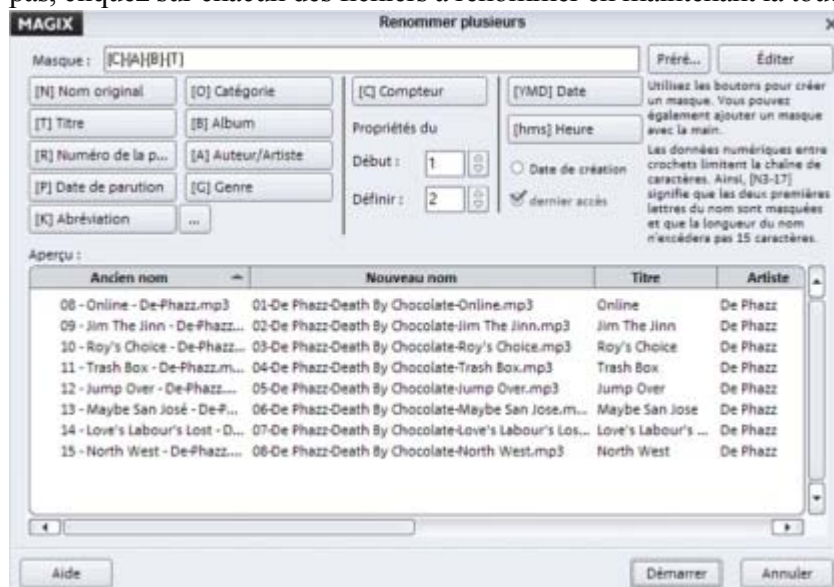 pas, cliquez sur chacun des fichiers à renommer en maintenant la
MAGIX Renommer plusieurs
Masque : [C]-[A]-[B]-[T] Préré... Éditer
[N] Nom original [O] Catégorie [C] Compteur [YMD] Date
[T] Titre [B] Album Propriétés du [hms] Heure
[R] Numéro de la p... [A] Auteur/Artiste Début : 1 Date de création
[P] Date de parution [G] Genre Définir : 2 dernier accès
[K] Abréviation ...
Utilisez les boutons pour créer
un masque. Vous pouvez
également ajouter un masque
avec la main.
Les données numériques entre
crochets limitent la chaîne de
caractères. Ainsi, [N3-17]
signifie que les deux premières
lettres du nom sont masquées
et que la longueur du nom
n'excédera pas 15 caractères.
Aperçu :
Ancien nom Nouveau nom Titre Artiste
08 - Online - De-Phazz.mp3 01-De Phazz-Death By Chocolate-Online.mp3 Online De Phazz
09 - Jim The Jinn - De-Phazz... 02-De Phazz-Death By Chocolate-Jim The Jinn.mp3 Jim The Jinn De Phazz
10 - Roy's Choice - De-Phazz... 03-De Phazz-Death By Chocolate-Roy's Choice.mp3 Roy's Choice De Phazz
11 - Trash Box - De-Phazz.m... 04-De Phazz-Death By Chocolate-Trash Box.mp3 Trash Box De Phazz
12 - Jump Over - De-Phazz.... 05-De Phazz-Death By Chocolate-Jump Over.mp3 Jump Over De Phazz
13 - Maybe San José - De-P... 06-De Phazz-Death By Chocolate-Maybe San Jose.m... Maybe San Jose De Phazz
14 - Love's Labour's Lost - D... 07-De Phazz-Death By Chocolate-Love's Labour's Los... Love's Labour's ... De Phazz
15 - North West - De-Phazz.... 08-De Phazz-Death By Chocolate-North West.mp3 North West De Phazz
Aide Démarrer Annuler